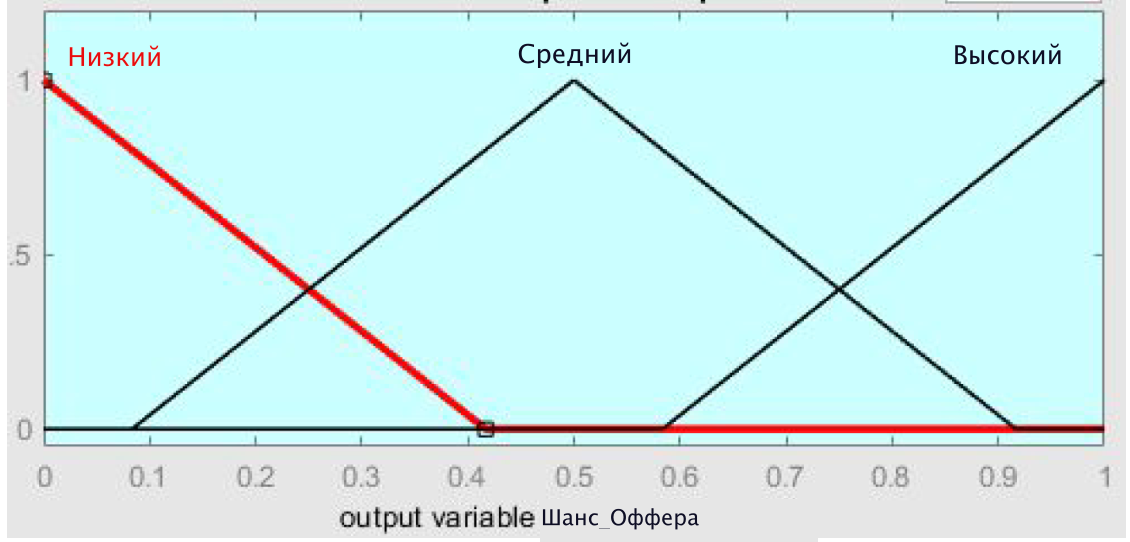 Низкий Средний Высокий
1
.5
0
0 0.1 0.2 0.3 0.4 0.5 0.6 0.7 0.8 0.9 1
output variable Шанс_Оффера